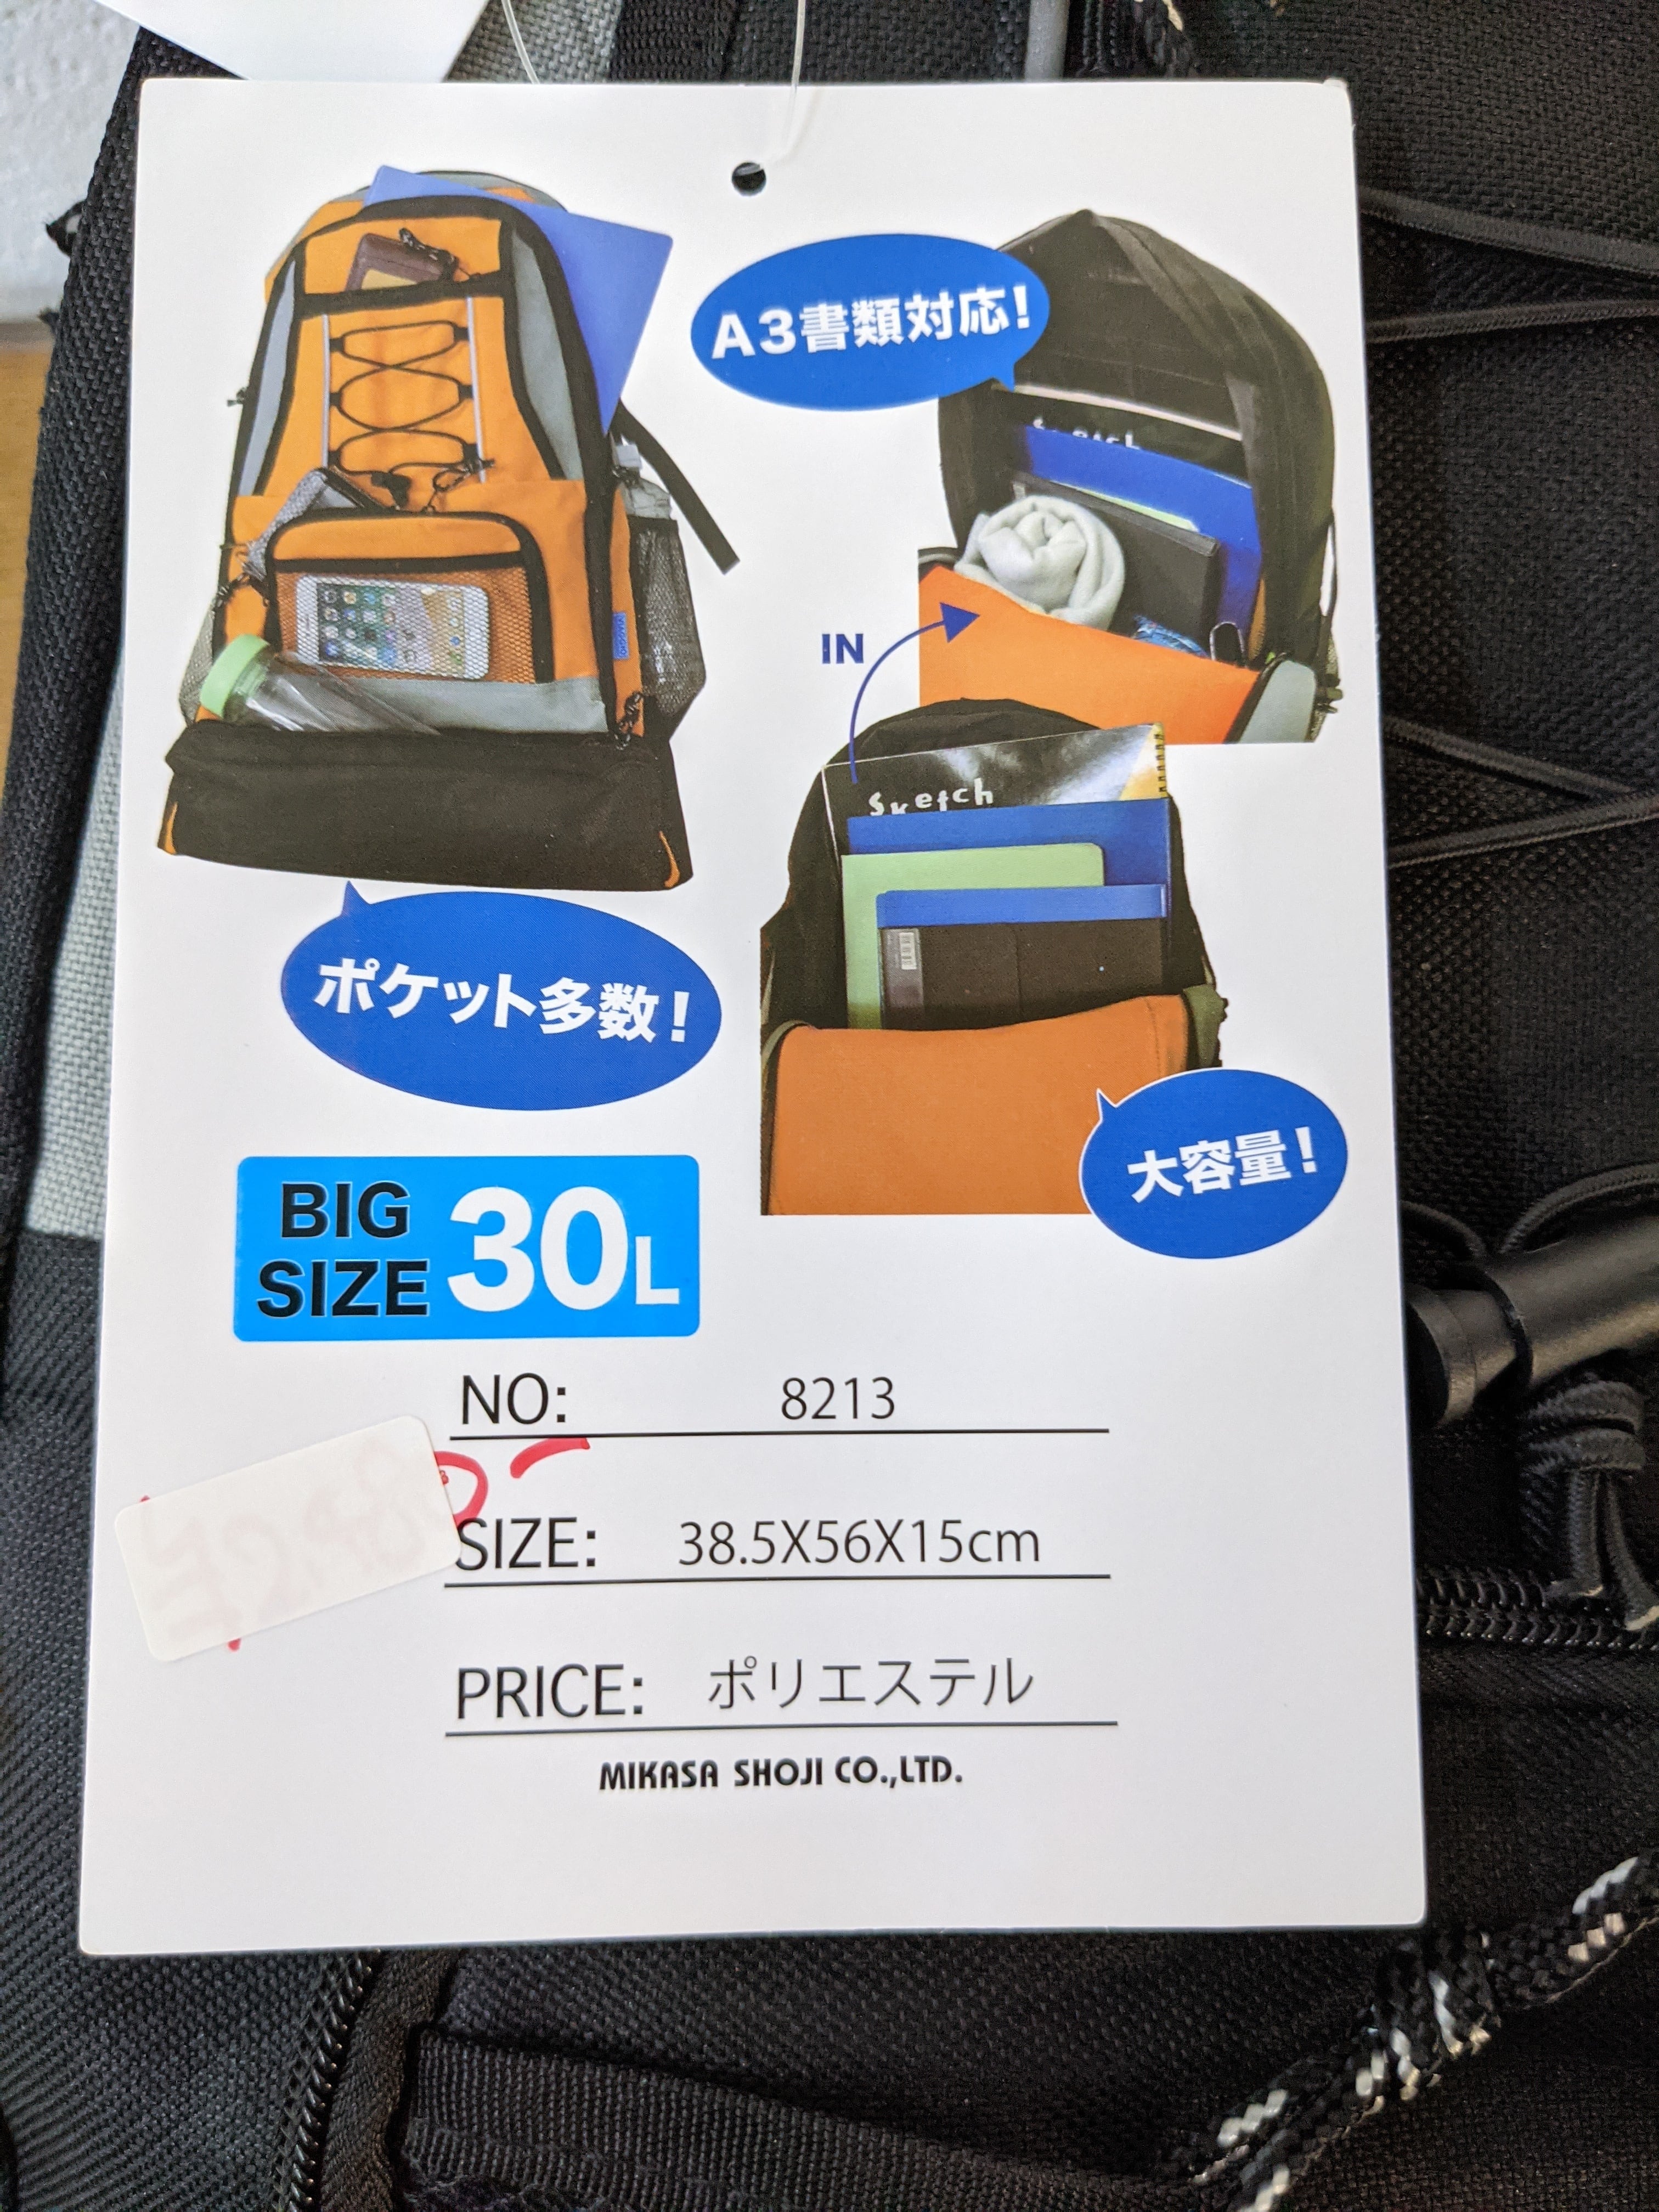 A3書類対応!
Sketch
IN
Sketch
ポケット多数!
大容量!
BIG
SIZE
30L
NO: 8213
SIZE: 38.5X56X15cm
PRICE: ポリエステル
MIKASA SHOJI CO.,LTD.